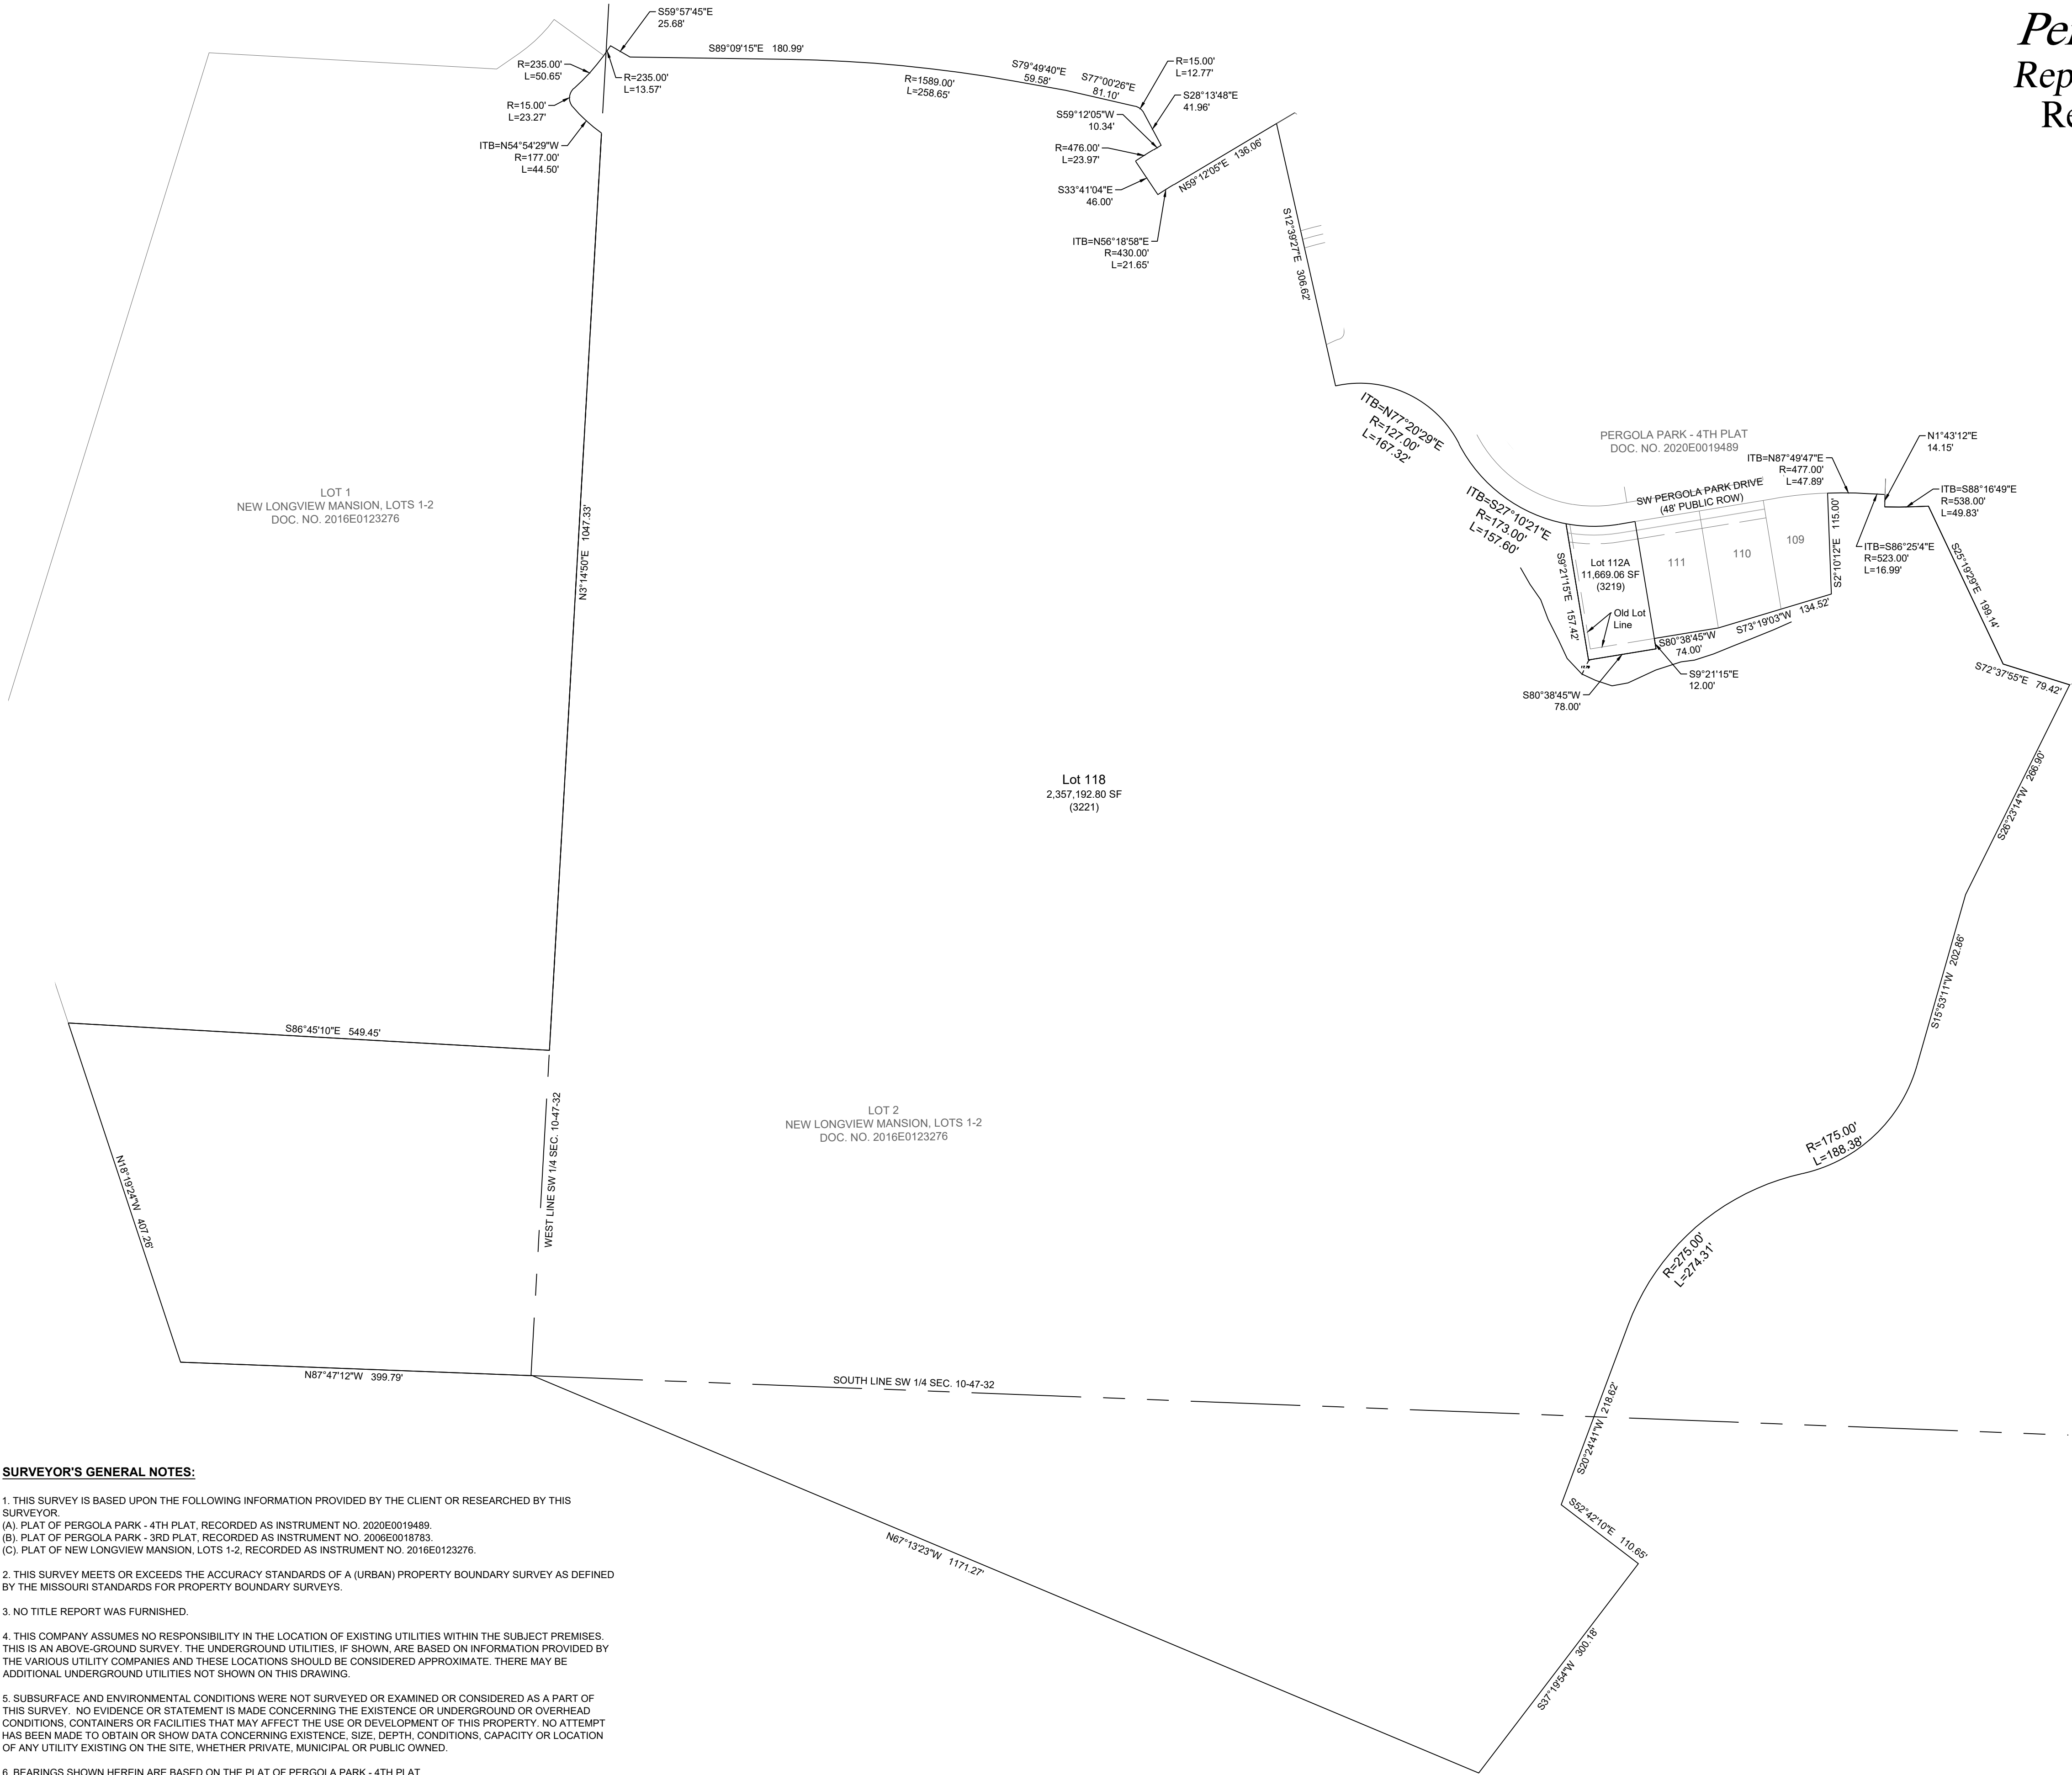 Per
Rep
Re
S59°57'45"E
25.68'
S89°09'15"E 180.99'
R=235.00'
L=50.65'
R=235.00'
L=13.57'
R=15.00'
L=23.27'
ITB=N54°54'29"W
R=177.00'
L=44.50'
R=1589.00'
L=258.65'
S79°49'40"E
59.58'
S77°00'26"E
81.10'
R=15.00'
L=12.77'
S28°13'48"E
41.96'
S59°12'05"W
10.34'
R=476.00'
L=23.97'
S33°41'04"E
46.00'
N59°12'05"E 136.06'
ITB=N56°18'58"E
R=430.00'
L=21.65'
S12°39'27"E 306.62'
ITB=N77°20'29"E
R=127.00'
L=167.32'
PERGOLA PARK - 4TH PLAT
DOC. NO. 2020E0019489
N1°43'12"E
14.15'
ITB=N87°49'47"E
R=477.00'
L=47.89'
ITB=S88°16'49"E
R=538.00'
L=49.83'
SW PERGOLA PARK DRIVE
(48' PUBLIC ROW)
ITB=S27°10'21"E
R=173.00'
L=157.60'
LOT 1
NEW LONGVIEW MANSION, LOTS 1-2
DOC. NO. 2016E0123276
N3°14'50"E 1047.33'
S9°21'15"E 157.42'
Lot 112A
11,669.06 SF
(3219)
Old Lot
Line
111
110
109
S2°10'12"E 115.00'
ITB=S86°25'4"E
R=523.00'
L=16.99'
S25°19'29"E 199.14'
S80°38'45"W
74.00'
S73°19'03"W 134.52'
S9°21'15"E
12.00'
S80°38'45"W
78.00'
S72°37'55"E 79.42'
Lot 118
2,357,192.80 SF
(3221)
S26°23'14"W 266.90'
S15°53'11"W 202.86'
S86°45'10"E 549.45'
WEST LINE SW 1/4 SEC. 10-47-32
LOT 2
NEW LONGVIEW MANSION, LOTS 1-2
DOC. NO. 2016E0123276
R=175.00'
L=188.38'
N18°19'24"W 407.26'
R=275.00'
L=274.31'
N87°47'12"W 399.79'
SOUTH LINE SW 1/4 SEC. 10-47-32
S20°24'41"W 218.62'
S52°42'10"E 110.65'
N67°13'23"W 1171.27'
S37°19'54"W 300.18'
SURVEYOR'S GENERAL NOTES:
1. THIS SURVEY IS BASED UPON THE FOLLOWING INFORMATION PROVIDED BY THE CLIENT OR RESEARCHED BY THIS
SURVEYOR.
(A). PLAT OF PERGOLA PARK - 4TH PLAT, RECORDED AS INSTRUMENT NO. 2020E0019489.
(B). PLAT OF PERGOLA PARK - 3RD PLAT, RECORDED AS INSTRUMENT NO. 2006E0018783.
(C). PLAT OF NEW LONGVIEW MANSION, LOTS 1-2, RECORDED AS INSTRUMENT NO. 2016E0123276.
2. THIS SURVEY MEETS OR EXCEEDS THE ACCURACY STANDARDS OF A (URBAN) PROPERTY BOUNDARY SURVEY AS DEFINED
BY THE MISSOURI STANDARDS FOR PROPERTY BOUNDARY SURVEYS.
3. NO TITLE REPORT WAS FURNISHED.
4. THIS COMPANY ASSUMES NO RESPONSIBILITY IN THE LOCATION OF EXISTING UTILITIES WITHIN THE SUBJECT PREMISES.
THIS IS AN ABOVE-GROUND SURVEY. THE UNDERGROUND UTILITIES, IF SHOWN, ARE BASED ON INFORMATION PROVIDED BY
THE VARIOUS UTILITY COMPANIES AND THESE LOCATIONS SHOULD BE CONSIDERED APPROXIMATE. THERE MAY BE
ADDITIONAL UNDERGROUND UTILITIES NOT SHOWN ON THIS DRAWING.
5. SUBSURFACE AND ENVIRONMENTAL CONDITIONS WERE NOT SURVEYED OR EXAMINED OR CONSIDERED AS A PART OF
THIS SURVEY. NO EVIDENCE OR STATEMENT IS MADE CONCERNING THE EXISTENCE OR UNDERGROUND OR OVERHEAD
CONDITIONS, CONTAINERS OR FACILITIES THAT MAY AFFECT THE USE OR DEVELOPMENT OF THIS PROPERTY. NO ATTEMPT
HAS BEEN MADE TO OBTAIN OR SHOW DATA CONCERNING EXISTENCE, SIZE, DEPTH, CONDITIONS, CAPACITY OR LOCATION
OF ANY UTILITY EXISTING ON THE SITE, WHETHER PRIVATE, MUNICIPAL OR PUBLIC OWNED.
6. BEARINGS SHOWN HEREIN ARE BASED ON THE PLAT OF PERGOLA PARK - 4TH PLAT